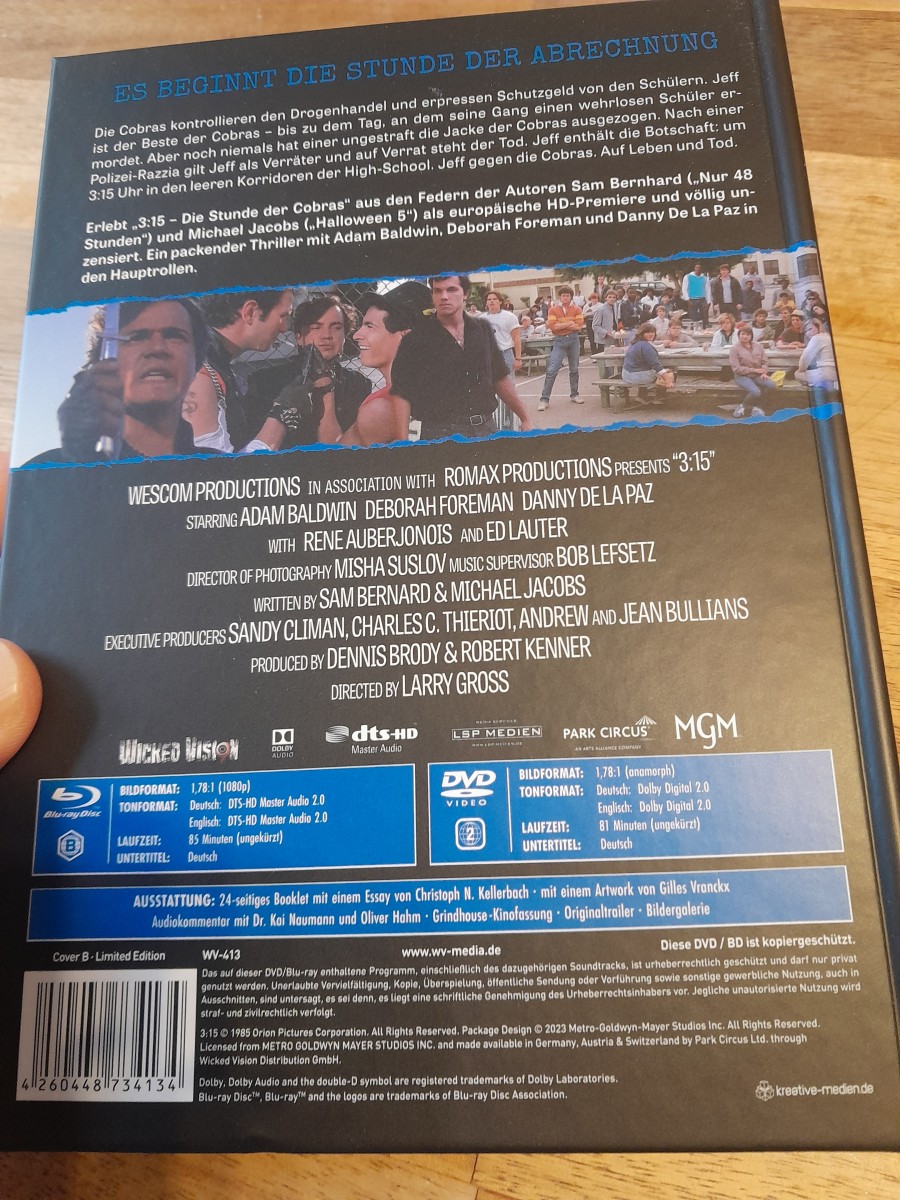 ES BEGINNT DIE STUNDE DER ABRECHNUNG
Die Cobras kontrollieren den Drogenhandel und erpressen Schutzgeld von den Schülern. Jeff
ist der Beste der Cobras – bis zu dem Tag, an dem seine Gang einen wehrlosen Schüler er-
mordet. Aber noch niemals hat einer ungestraft die Jacke der Cobras ausgezogen. Nach einer
Polizei-Razzia gilt Jeff als Verräter und auf Verrat steht der Tod. Jeff enthält die Botschaft: um
3:15 Uhr in den leeren Korridoren der High-School. Jeff gegen die Cobras. Auf Leben und Tod.
Erlebt „3:15 – Die Stunde der Cobras“ aus den Federn der Autoren Sam Bernhard („Nur 48
Stunden“) und Michael Jacobs („Halloween 5“) als europäische HD-Premiere und völlig un-
zensiert. Ein packender Thriller mit Adam Baldwin, Deborah Foreman und Danny De La Paz in
den Hauptrollen.
WESCOM PRODUCTIONS IN ASSOCIATION WITH ROMAX PRODUCTIONS PRESENTS "3:15"
STARRING ADAM BALDWIN DEBORAH FOREMAN DANNY DE LA PAZ
WITH RENE AUBERJONOIS AND ED LAUTER
DIRECTOR OF PHOTOGRAPHY MISHA SUSLOV MUSIC SUPERVISOR BOB LEFSETZ
WRITTEN BY SAM BERNARD & MICHAEL JACOBS
EXECUTIVE PRODUCERS SANDY CLIMAN, CHARLES C. THIERIOT, ANDREW AND JEAN BULLIANS
PRODUCED BY DENNIS BRODY & ROBERT KENNER
DIRECTED BY LARRY GROSS
WICKED VISION
DOLBY
AUDIO
dts-HD
Master Audio
LSP MEDIEN
PARK CIRCUS
AN ARTS ALLIANCE COMPANY
MGM
Blu-ray Disc
B
BILDFORMAT: 1,78:1 (1080p)
TONFORMAT: Deutsch: DTS-HD Master Audio 2.0
Englisch: DTS-HD Master Audio 2.0
LAUFZEIT: 85 Minuten (ungekürzt)
UNTERTITEL: Deutsch
DVD
VIDEO
2
BILDFORMAT: 1,78:1 (anamorph)
TONFORMAT: Deutsch: Dolby Digital 2.0
Englisch: Dolby Digital 2.0
LAUFZEIT: 81 Minuten (ungekürzt)
UNTERTITEL: Deutsch
AUSSTATTUNG: 24-seitiges Booklet mit einem Essay von Christoph N. Kellerbach · mit einem Artwork von Gilles Vranckx
Audiokommentar mit Dr. Kai Naumann und Oliver Hahm · Grindhouse-Kinofassung · Originaltrailer · Bildergalerie
Cover B · Limited Edition WV-413 www.wv-media.de Diese DVD / BD ist kopiergeschützt.
Das auf dieser DVD/Blu-ray enthaltene Programm, einschließlich des dazugehörigen Soundtracks, ist urheberrechtlich geschützt und darf nur privat
genutzt werden. Unerlaubte Vervielfältigung, Kopie, Überspielung, öffentliche Sendung oder Vorführung sowie sonstige gewerbliche Nutzung, auch in
Ausschnitten, sind untersagt, es sei denn, es liegt eine schriftliche Genehmigung des Urheberrechtsinhabers vor. Jegliche unautorisierte Nutzung wird
straf- und zivilrechtlich verfolgt.
3:15 © 1985 Orion Pictures Corporation. All Rights Reserved. Package Design © 2023 Metro-Goldwyn-Mayer Studios Inc. All Rights Reserved.
Licensed from METRO GOLDWYN MAYER STUDIOS INC. and made available in Germany, Austria & Switzerland by Park Circus Ltd. through
Wicked Vision Distribution GmbH.
Dolby, Dolby Audio and the double-D symbol are registered trademarks of Dolby Laboratories.
Blu-ray Disc™, Blu-ray™ and the logos are trademarks of Blu-ray Disc Association.
4 260448 734134
kreative-medien.de